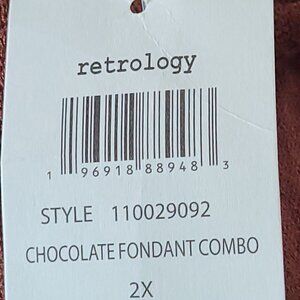 retrology
1 96918 88948 3
STYLE 110029092
CHOCOLATE FONDANT COMBO
2X